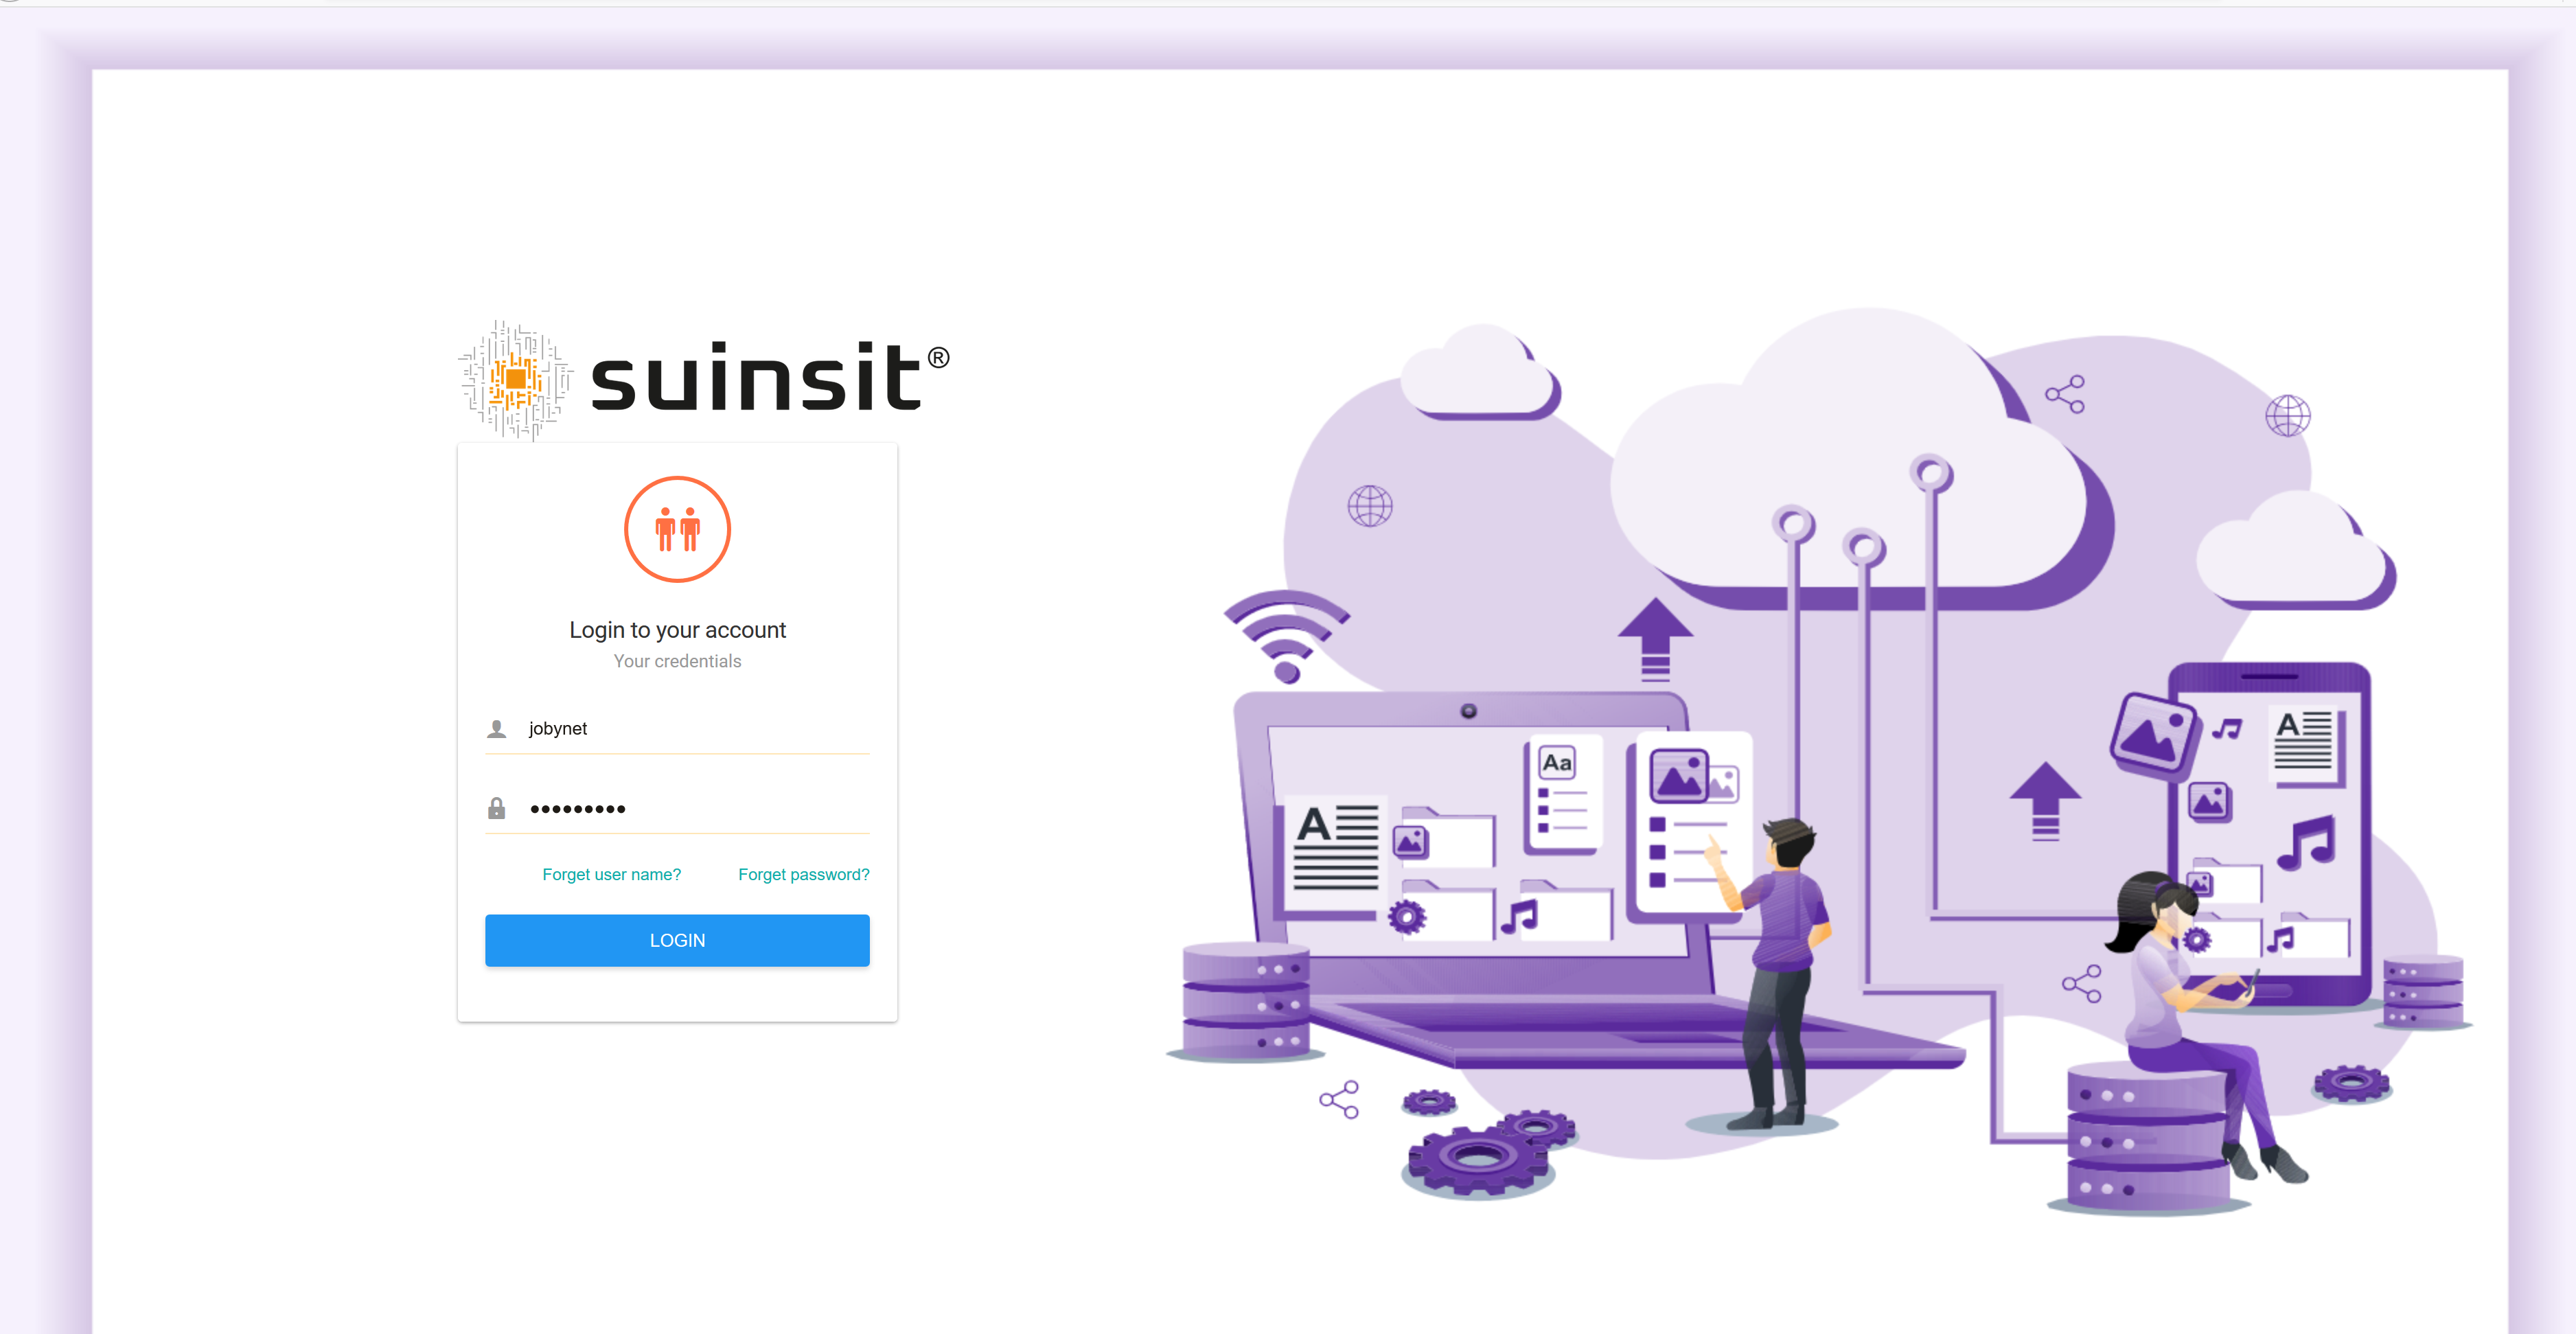 suinsit®
Login to your account
Your credentials
jobynet
•••••••••
Forget user name? Forget password?
LOGIN
Aa
A
A